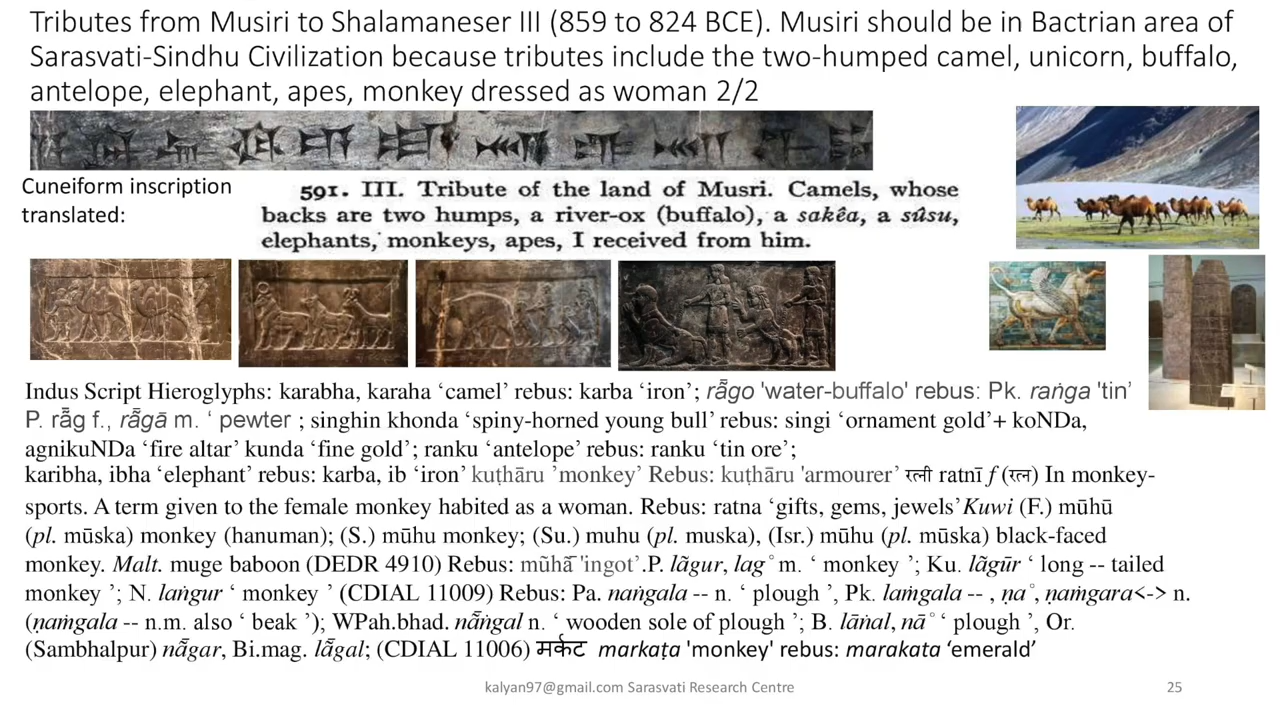 Tributes from Musiri to Shalamaneser III (859 to 824 BCE). Musiri should be in Bactrian area of
Sarasvati-Sindhu Civilization because tributes include the two-humped camel, unicorn, buffalo,
antelope, elephant, apes, monkey dressed as woman 2/2
Cuneiform inscription
translated:
591. III. Tribute of the land of Musri. Camels, whose
backs are two humps, a river-ox (buffalo), a sakêa, a sûsu,
elephants, monkeys, apes, I received from him.
Indus Script Hieroglyphs: karabha, karaha ‘camel’ rebus: karba ‘iron’; rā̃go 'water-buffalo' rebus: Pk. raṅga 'tin’
P. rā̃g f., rā̃gā m. ‘ pewter ; singhin khonda ‘spiny-horned young bull’ rebus: singi ‘ornament gold’+ koNDa,
agnikuNDa ‘fire altar’ kunda ‘fine gold’; ranku ‘antelope’ rebus: ranku ‘tin ore’;
karibha, ibha ‘elephant’ rebus: karba, ib ‘iron’ kuṭhāru ’monkey’ Rebus: kuṭhāru 'armourer’ रत्नी ratnī f (रत्न) In monkey-
sports. A term given to the female monkey habited as a woman. Rebus: ratna ‘gifts, gems, jewels’ Kuwi (F.) mūhū
(pl. mūska) monkey (hanuman); (S.) mūhu monkey; (Su.) muhu (pl. muska), (Isr.) mūhu (pl. mūska) black-faced
monkey. Malt. muge baboon (DEDR 4910) Rebus: mũhā̃ 'ingot’.P. lãgur, lag˚ m. ‘ monkey ’; Ku. lãgūr ‘ long -- tailed
monkey ’; N. laṅgur ‘ monkey ’ (CDIAL 11009) Rebus: Pa. naṅgala -- n. ‘ plough ’, Pk. laṁgala -- , ṇa˚, ṇaṁgara<-> n.
(ṇaṁgala -- n.m. also ‘ beak ’); WPah.bhad. nā̃ṅgal n. ‘ wooden sole of plough ’; B. lāṅal, nā˚ ‘ plough ’, Or.
(Sambhalpur) nā̃gar, Bi.mag. lā̃gal; (CDIAL 11006) मर्कट markaṭa 'monkey' rebus: marakata ‘emerald’
kalyan97@gmail.com Sarasvati Research Centre
25